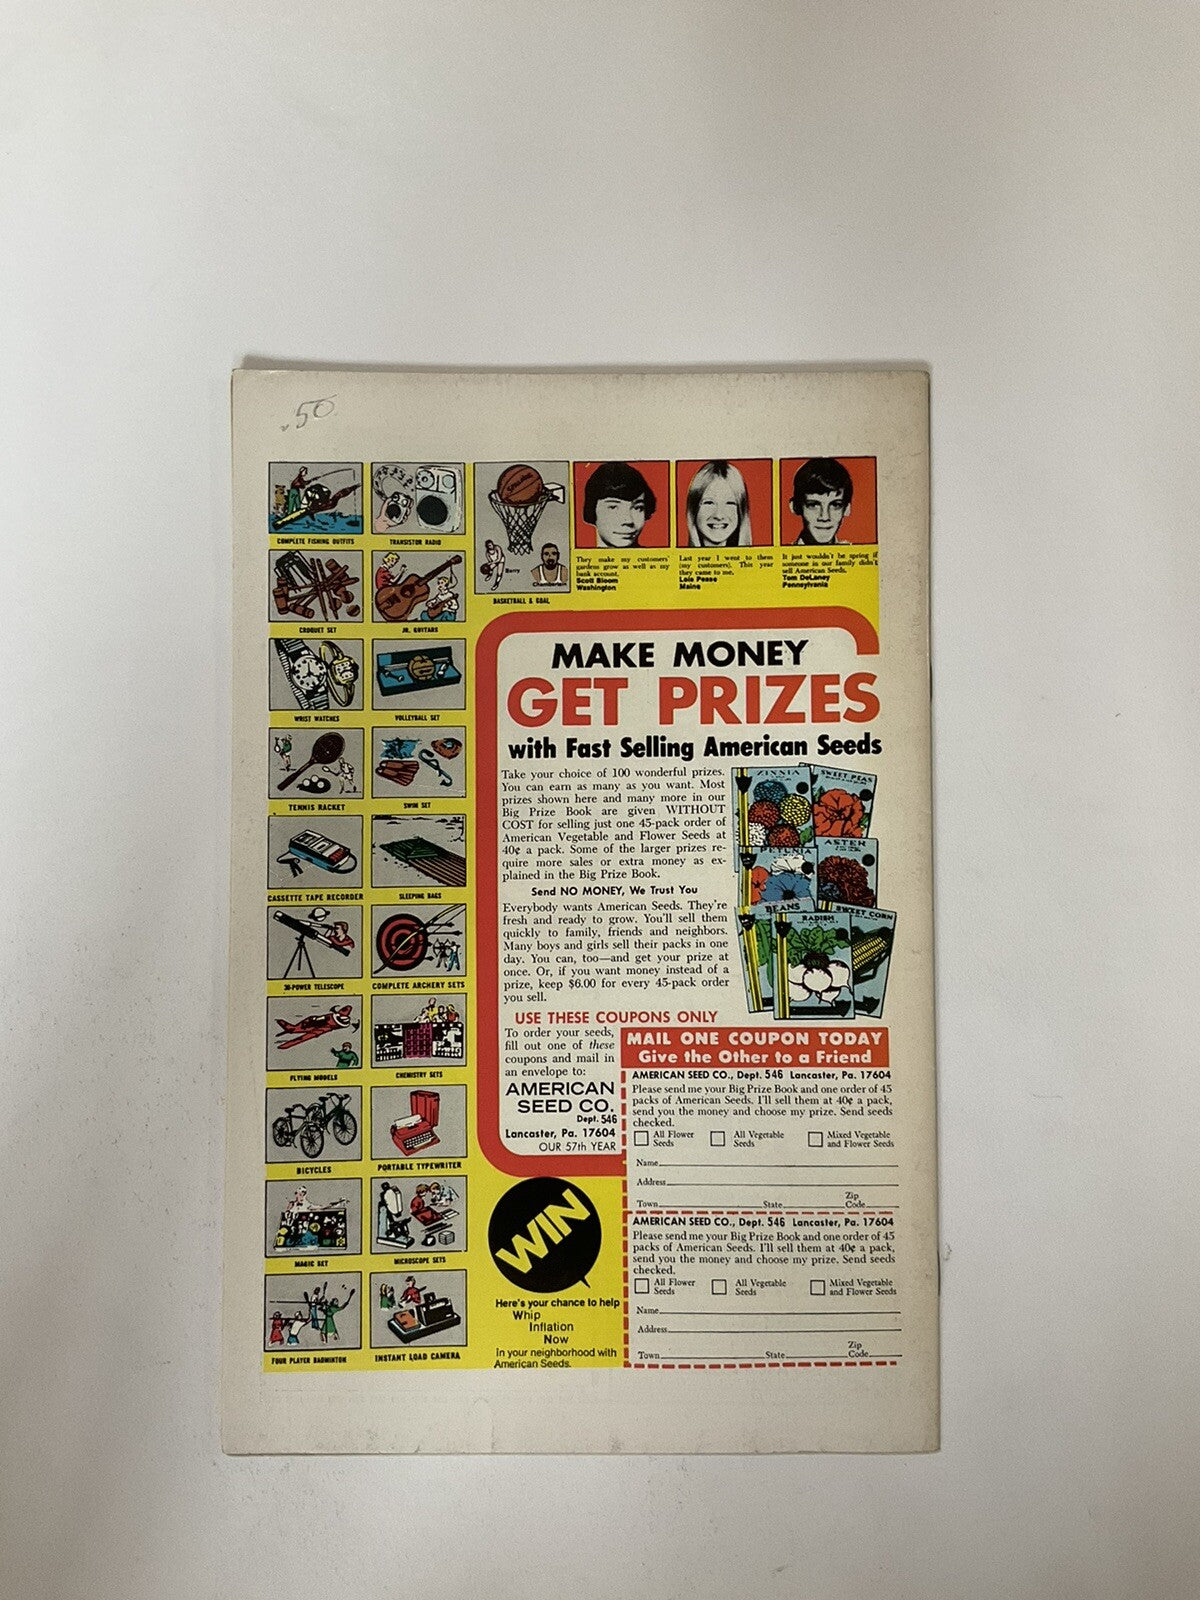 .50
COMPLETE FISHING OUTFITS
TRANSISTOR RADIO
CROQUET SET
JR. GUITARS
WRIST WATCHES
VOLLEYBALL SET
TENNIS RACKET
SWIM SET
CASSETTE TAPE RECORDER
SLEEPING BAGS
30-POWER TELESCOPE
COMPLETE ARCHERY SETS
FLYING MODELS
CHEMISTRY SETS
BICYCLES
PORTABLE TYPEWRITER
MAGIC SET
MICROSCOPE SETS
FOUR PLAYER BADMINTON
INSTANT LOAD CAMERA
Barry
Chamberlain
BASKETBALL & GOAL
They make my customers'
gardens grow as well as my
bank account.
Scott Bloom
Washington
Last year I went to them
(my customers). This year
they came to me.
Lois Pease
Maine
It just wouldn't be spring if
someone in our family didn't
sell American Seeds.
Tom DeLaney
Pennsylvania
MAKE MONEY
GET PRIZES
with Fast Selling American Seeds
Take your choice of 100 wonderful prizes.
You can earn as many as you want. Most
prizes shown here and many more in our
Big Prize Book are given WITHOUT
COST for selling just one 45-pack order of
American Vegetable and Flower Seeds at
40¢ a pack. Some of the larger prizes re-
quire more sales or extra money as ex-
plained in the Big Prize Book.
Send NO MONEY, We Trust You
Everybody wants American Seeds. They're
fresh and ready to grow. You'll sell them
quickly to family, friends and neighbors.
Many boys and girls sell their packs in one
day. You can, too—and get your prize at
once. Or, if you want money instead of a
prize, keep $6.00 for every 45-pack order
you sell.
ZINNIA
SWEET PEAS
PETUNIA
ASTER
BEANS
RADISH
SWEET CORN
USE THESE COUPONS ONLY
To order your seeds,
fill out one of these
coupons and mail in
an envelope to:
AMERICAN
SEED CO.
Dept. 546
Lancaster, Pa. 17604
OUR 57th YEAR
WIN
Here's your chance to help
Whip
Inflation
Now
In your neighborhood with
American Seeds.
MAIL ONE COUPON TODAY
Give the Other to a Friend
AMERICAN SEED CO., Dept. 546 Lancaster, Pa. 17604
Please send me your Big Prize Book and one order of 45
packs of American Seeds. I'll sell them at 40¢ a pack,
send you the money and choose my prize. Send seeds
checked.
All Flower Seeds All Vegetable Seeds Mixed Vegetable and Flower Seeds
Name
Address
Town State Zip Code
AMERICAN SEED CO., Dept. 546 Lancaster, Pa. 17604
Please send me your Big Prize Book and one order of 45
packs of American Seeds. I'll sell them at 40¢ a pack,
send you the money and choose my prize. Send seeds
checked.
All Flower Seeds All Vegetable Seeds Mixed Vegetable and Flower Seeds
Name
Address
Town State Zip Code